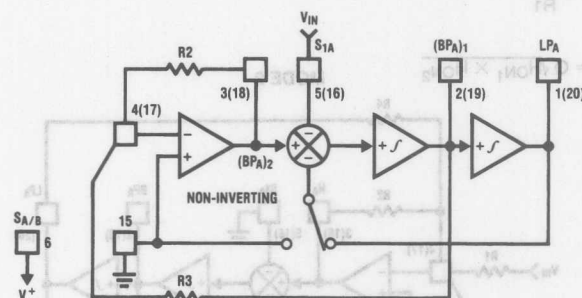 VIN
R2
S1A
(BPA)1
LPA
4(17)
3(18)
5(16)
2(19)
1(20)
−
+
+
−
−
+ ∫
+ ∫
(BPA)2
NON-INVERTING
SA/B
6
15
V+
R3